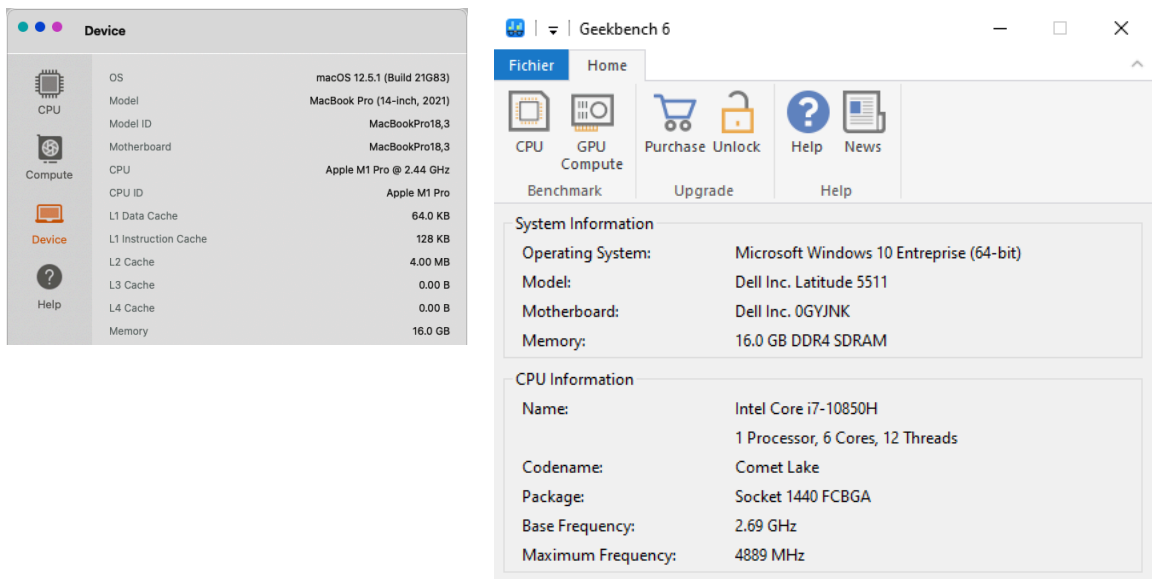 Device
CPU
Compute
Device
Help
OS macOS 12.5.1 (Build 21G83)
Model MacBook Pro (14-inch, 2021)
Model ID MacBookPro18,3
Motherboard MacBookPro18,3
CPU Apple M1 Pro @ 2.44 GHz
CPU ID Apple M1 Pro
L1 Data Cache 64.0 KB
L1 Instruction Cache 128 KB
L2 Cache 4.00 MB
L3 Cache 0.00 B
L4 Cache 0.00 B
Memory 16.0 GB
Geekbench 6
Fichier Home
CPU GPU Purchase Unlock Help News
Compute
Benchmark Upgrade Help
System Information
Operating System: Microsoft Windows 10 Entreprise (64-bit)
Model: Dell Inc. Latitude 5511
Motherboard: Dell Inc. 0GYJNK
Memory: 16.0 GB DDR4 SDRAM
CPU Information
Name: Intel Core i7-10850H
1 Processor, 6 Cores, 12 Threads
Codename: Comet Lake
Package: Socket 1440 FCBGA
Base Frequency: 2.69 GHz
Maximum Frequency: 4889 MHz